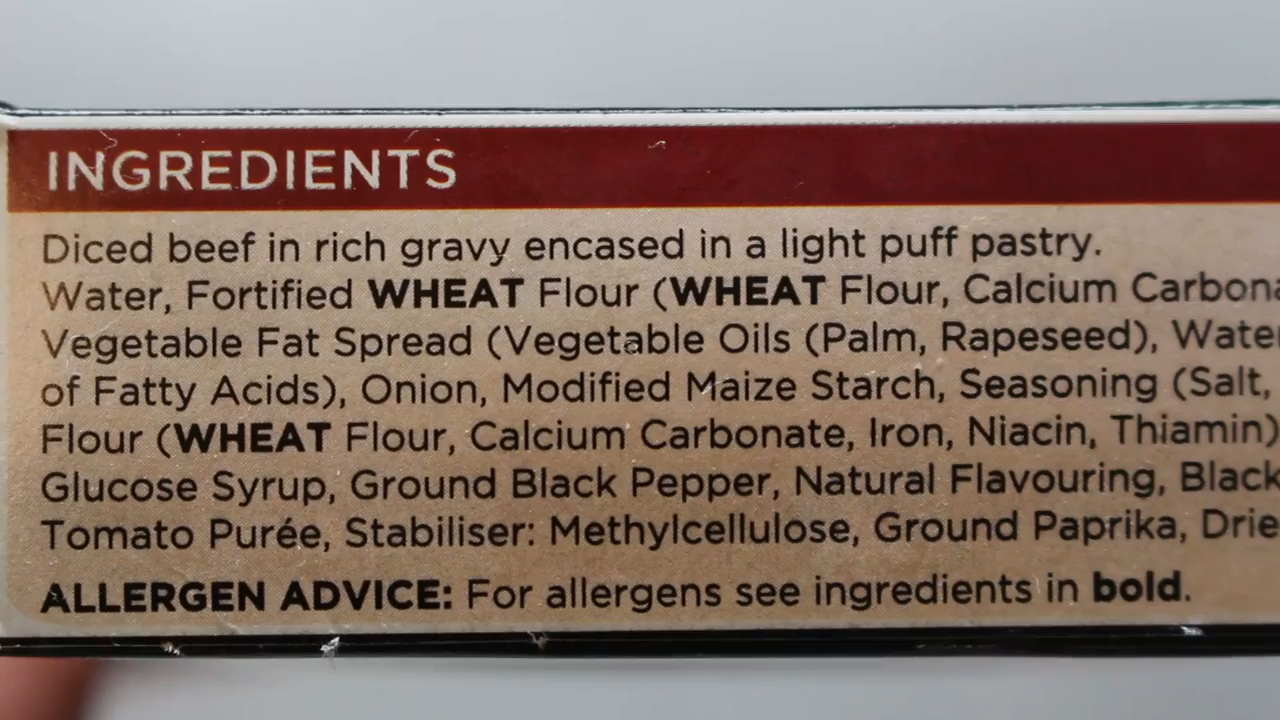 INGREDIENTS
Diced beef in rich gravy encased in a light puff pastry.
Water, Fortified WHEAT Flour (WHEAT Flour, Calcium
Vegetable Fat Spread (Vegetable Oils (Palm, Rapeseed),
of Fatty Acids), Onion, Modified Maize Starch, Seasoning (Salt,
Flour (WHEAT Flour, Calcium Carbonate, Iron, Niacin, Thiamin)
Glucose Syrup, Ground Black Pepper, Natural Flavouring, Black
Tomato Purée, Stabiliser: Methylcellulose, Ground Paprika,
ALLERGEN ADVICE: For allergens see ingredients in bold.